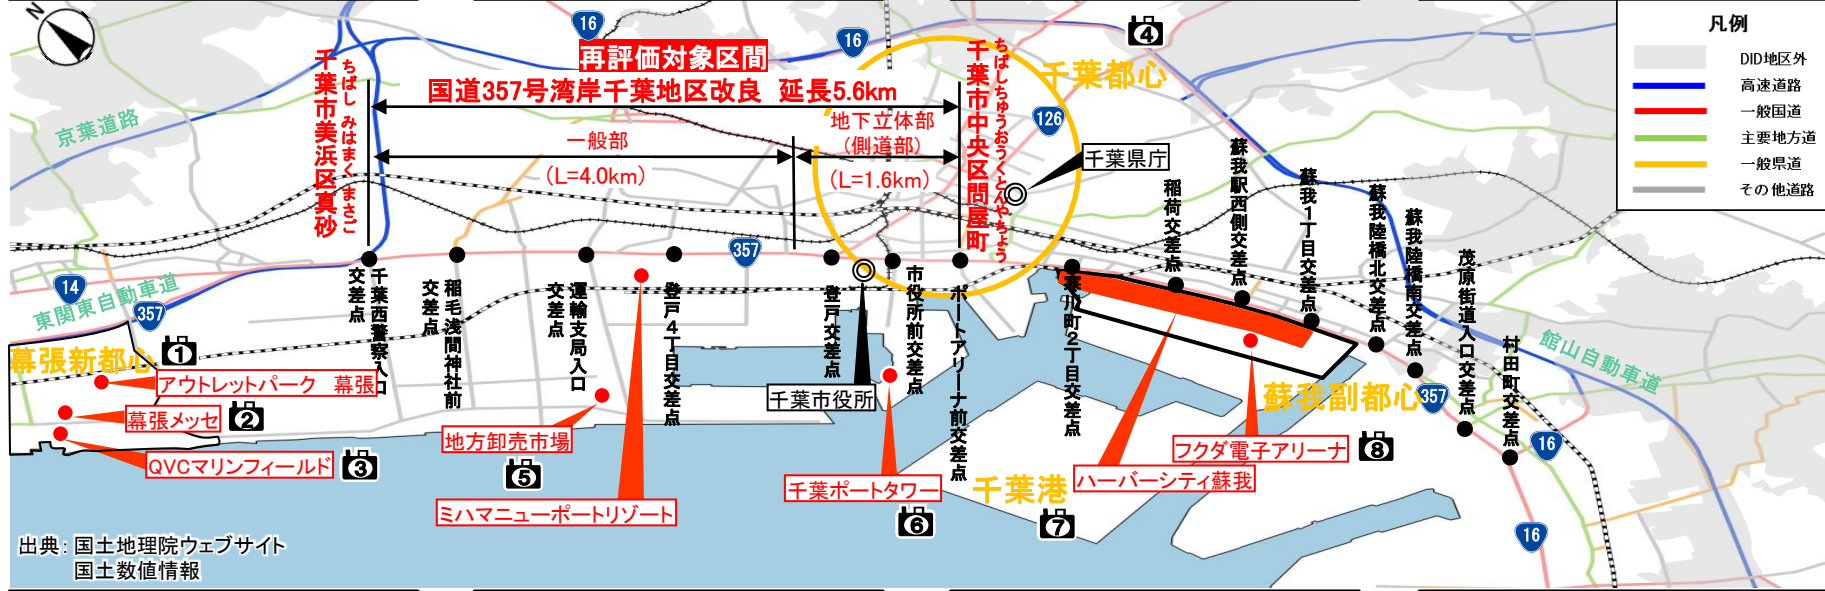 N
16
16
4
凡例
DID地区外
高速道路
一般国道
主要地方道
一般県道
その他道路
再評価対象区間
国道357号湾岸千葉地区改良 延長5.6km
千葉市美浜区真砂
ちばし みはまく まさご
千葉市中央区問屋町
ちばしちゅうおうくとんやちょう
千葉都心
一般部
(L=4.0km)
地下立体部
(側道部)
(L=1.6km)
126
千葉県庁
京葉道路
東関東自動車道
14
357
357
千葉西警察入口
交差点
稲毛浅間神社前
交差点
運輸支局入口
交差点
登戸4丁目交差点
登戸交差点
市役所前交差点
ポートアリーナ前交差点
寒川町2丁目交差点
稲荷交差点
蘇我駅西側交差点
蘇我1丁目交差点
蘇我陸橋北交差点
蘇我陸橋南交差点
茂原街道入口交差点
村田町交差点
館山自動車道
幕張新都心
1
アウトレットパーク 幕張
幕張メッセ
2
QVCマリンフィールド
3
地方卸売市場
5
ミハマニューポートリゾート
千葉市役所
千葉ポートタワー
6
千葉港
7
ハーバーシティ蘇我
フクダ電子アリーナ
8
蘇我副都心
357
16
16
出典：国土地理院ウェブサイト
国土数値情報